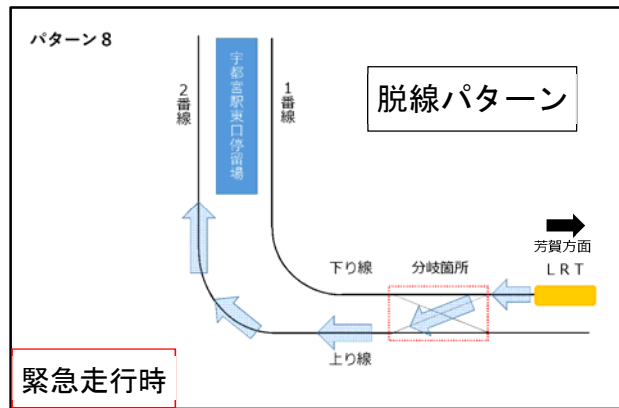 パターン8
脱線パターン
2番線
宇都宮駅東口停留場
1番線
芳賀方面
下り線
分岐箇所
LRT
上り線
緊急走行時